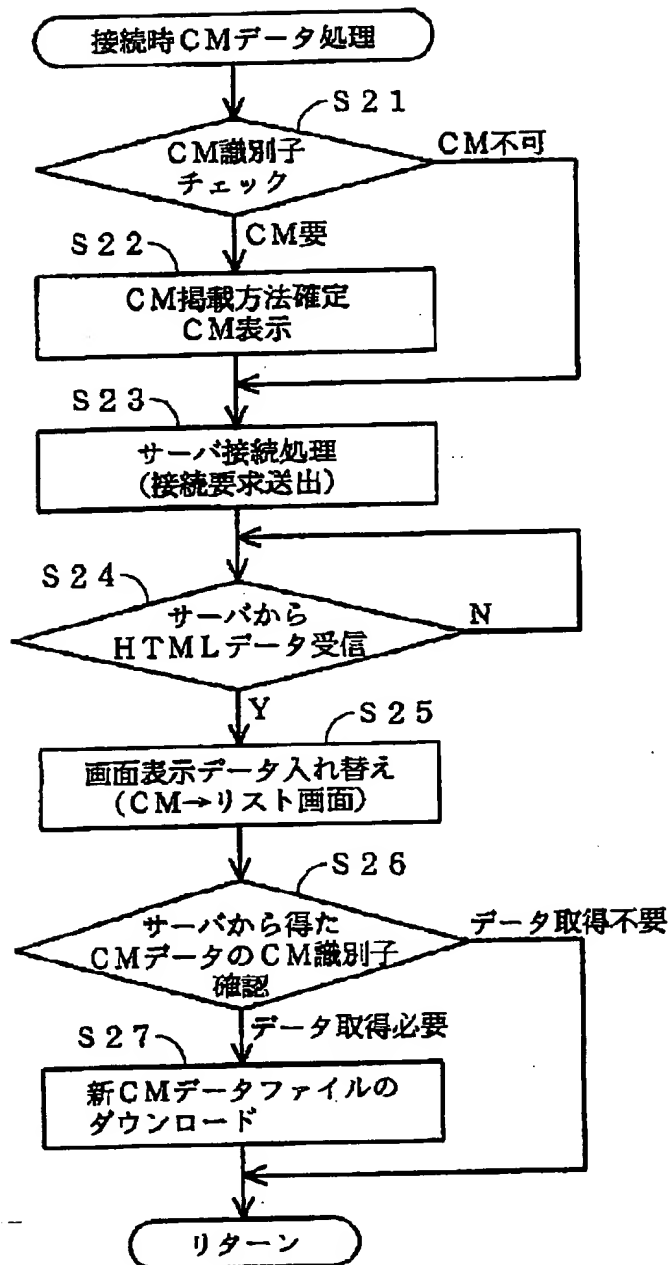 接続時CMデータ処理
S21
CM識別子
チェック
CM不可
CM要
S22
CM掲載方法確定
CM表示
S23
サーバ接続処理
(接続要求送出)
S24
サーバから
HTMLデータ受信
N
Y
S25
画面表示データ入れ替え
(CM→リスト画面)
S26
サーバから得た
CMデータのCM識別子
確認
データ取得不要
データ取得必要
S27
新CMデータファイルの
ダウンロード
リターン